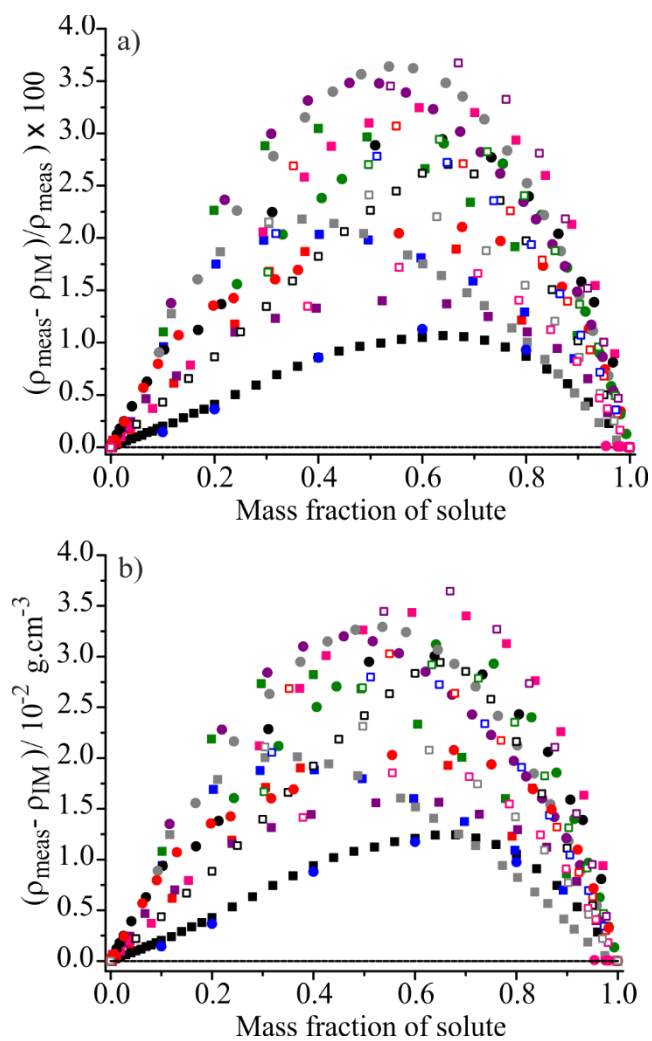 a)
(ρmeas- ρIM)/ρmeas) x 100
4.0
3.5
3.0
2.5
2.0
1.5
1.0
0.5
0.0
0.0 0.2 0.4 0.6 0.8 1.0
Mass fraction of solute
b)
(ρmeas- ρIM)/ 10-2 g.cm-3
4.0
3.5
3.0
2.5
2.0
1.5
1.0
0.5
0.0
0.0 0.2 0.4 0.6 0.8 1.0
Mass fraction of solute